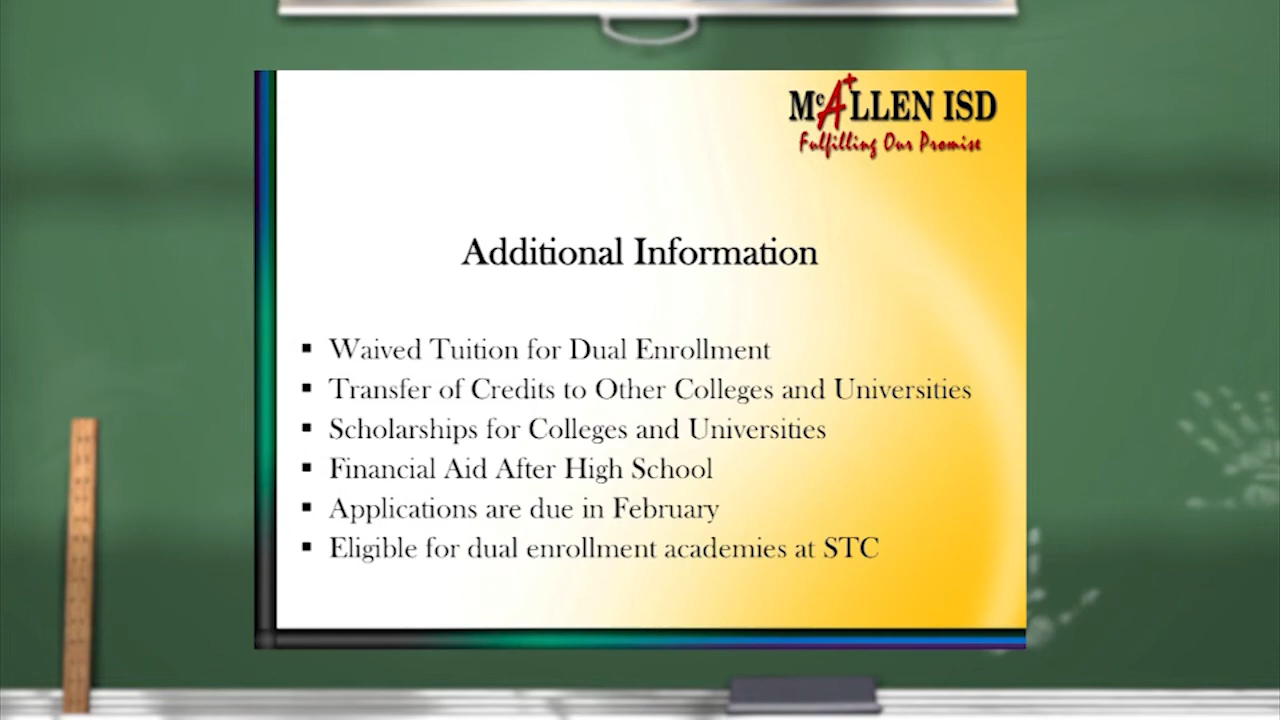 McALLEN ISD
Fulfilling Our Promise
Additional Information
▪ Waived Tuition for Dual Enrollment
▪ Transfer of Credits to Other Colleges and Universities
▪ Scholarships for Colleges and Universities
▪ Financial Aid After High School
▪ Applications are due in February
▪ Eligible for dual enrollment academies at STC